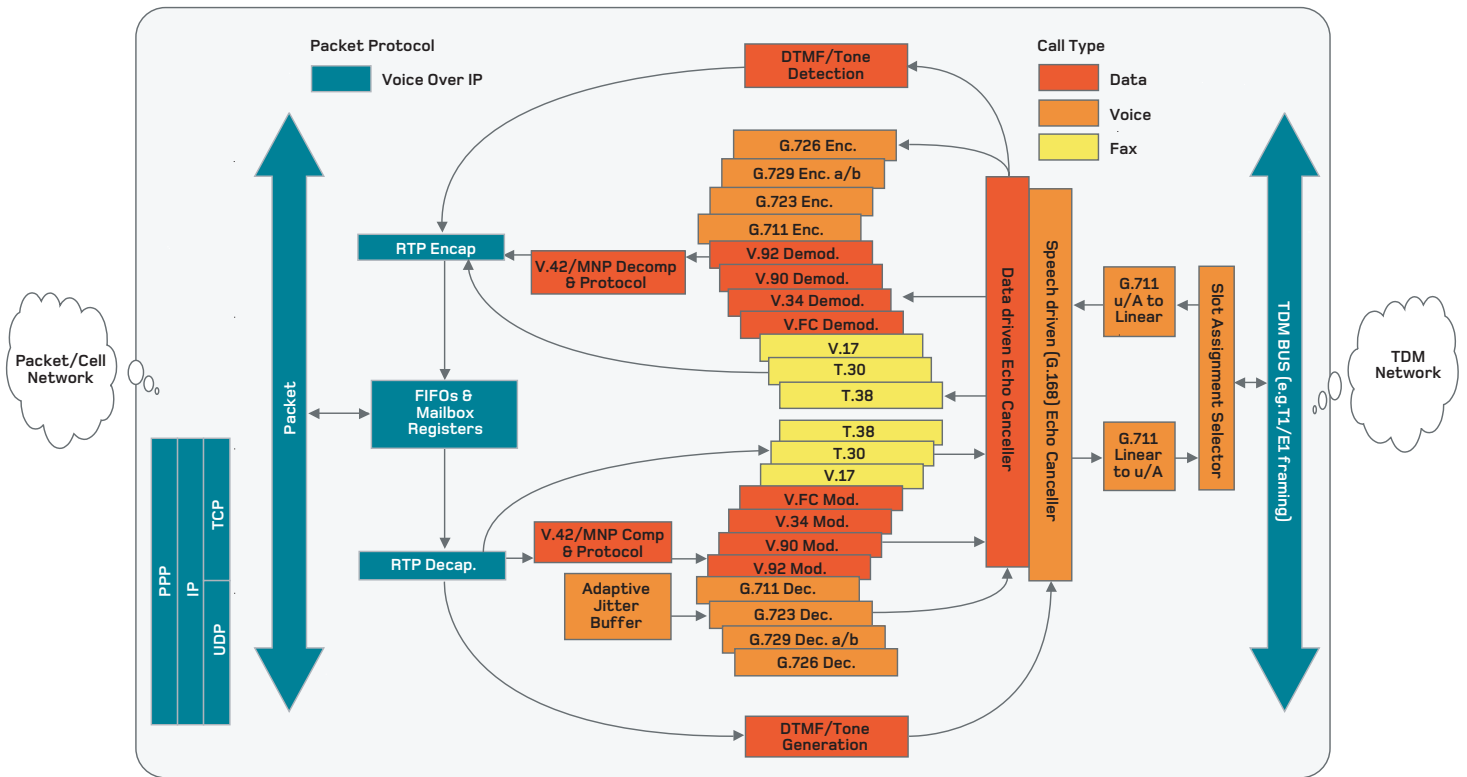 Packet Protocol
Voice Over IP
Call Type
Data
Voice
Fax
DTMF/Tone
Detection
G.726 Enc.
G.729 Enc. a/b
G.723 Enc.
G.711 Enc.
V.92 Demod.
V.90 Demod.
V.34 Demod.
V.FC Demod.
V.17
T.30
T.38
RTP Encap
V.42/MNP Decomp
& Protocol
Packet/Cell
Network
Packet
FIFOs &
Mailbox
Registers
PPP
IP
TCP
UDP
RTP Decap.
V.42/MNP Comp
& Protocol
Adaptive
Jitter
Buffer
T.38
T.30
V.17
V.FC Mod.
V.34 Mod.
V.90 Mod.
V.92 Mod.
G.711 Dec.
G.723 Dec.
G.729 Dec. a/b
G.726 Dec.
DTMF/Tone
Generation
Data driven Echo Canceller
Speech driven (G.168) Echo Canceller
G.711
u/A to
Linear
G.711
Linear
to u/A
Slot Assignment Selector
TDM BUS (e.g.T1/E1 framing)
TDM
Network